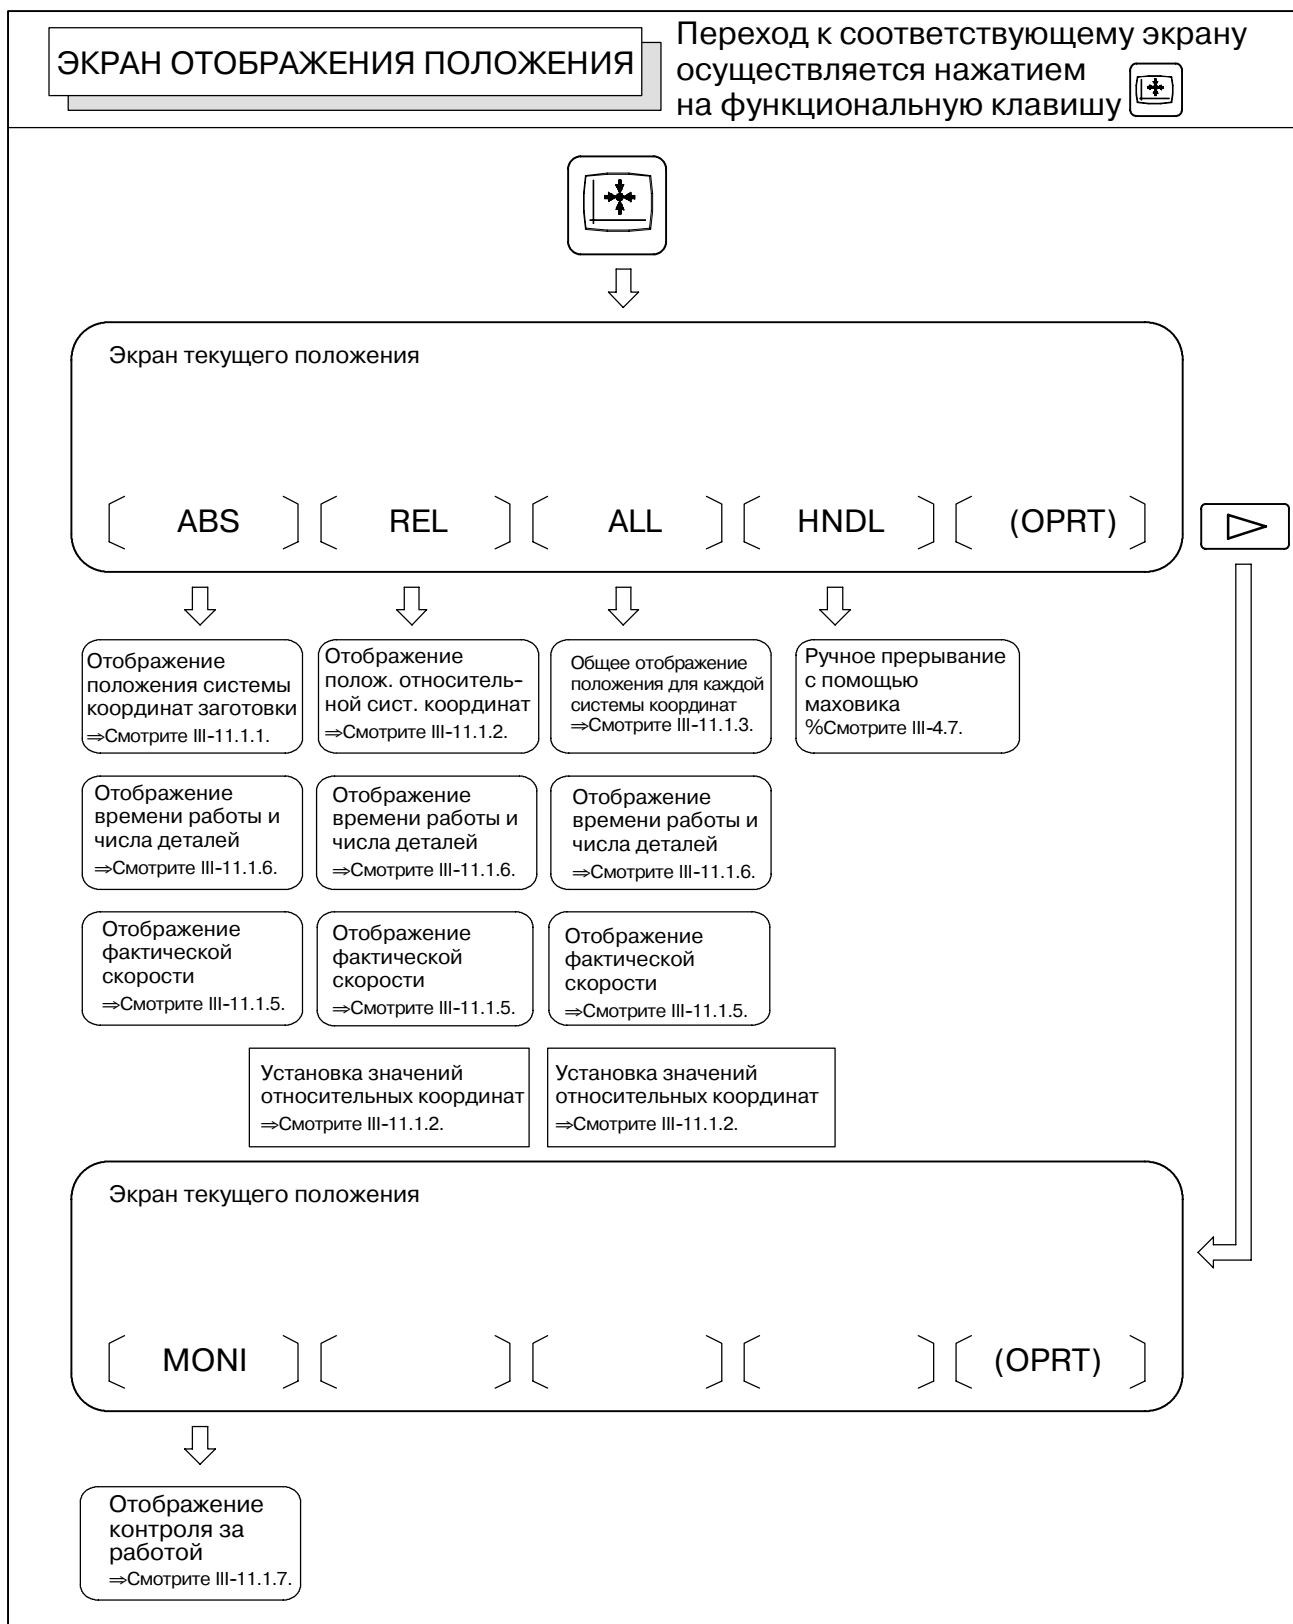 ЭКРАН ОТОБРАЖЕНИЯ ПОЛОЖЕНИЯ
Переход к соответствующему экрану
осуществляется нажатием
на функциональную клавишу
Экран текущего положения
[ ABS ] [ REL ] [ ALL ] [ HNDL ] [ (OPRT) ]
Отображение
положения системы
координат заготовки
⇒Смотрите III-11.1.1.
Отображение
полож. относитель-
ной сист. координат
⇒Смотрите III-11.1.2.
Общее отображение
положения для каждой
системы координат
⇒Смотрите III-11.1.3.
Ручное прерывание
с помощью
маховика
%Смотрите III-4.7.
Отображение
времени работы и
числа деталей
⇒Смотрите III-11.1.6.
Отображение
времени работы и
числа деталей
⇒Смотрите III-11.1.6.
Отображение
времени работы и
числа деталей
⇒Смотрите III-11.1.6.
Отображение
фактической
скорости
⇒Смотрите III-11.1.5.
Отображение
фактической
скорости
⇒Смотрите III-11.1.5.
Отображение
фактической
скорости
⇒Смотрите III-11.1.5.
Установка значений
относительных координат
⇒Смотрите III-11.1.2.
Установка значений
относительных координат
⇒Смотрите III-11.1.2.
Экран текущего положения
[ MONI ] [ ] [ ] [ ] [ (OPRT) ]
Отображение
контроля за
работой
⇒Смотрите III-11.1.7.